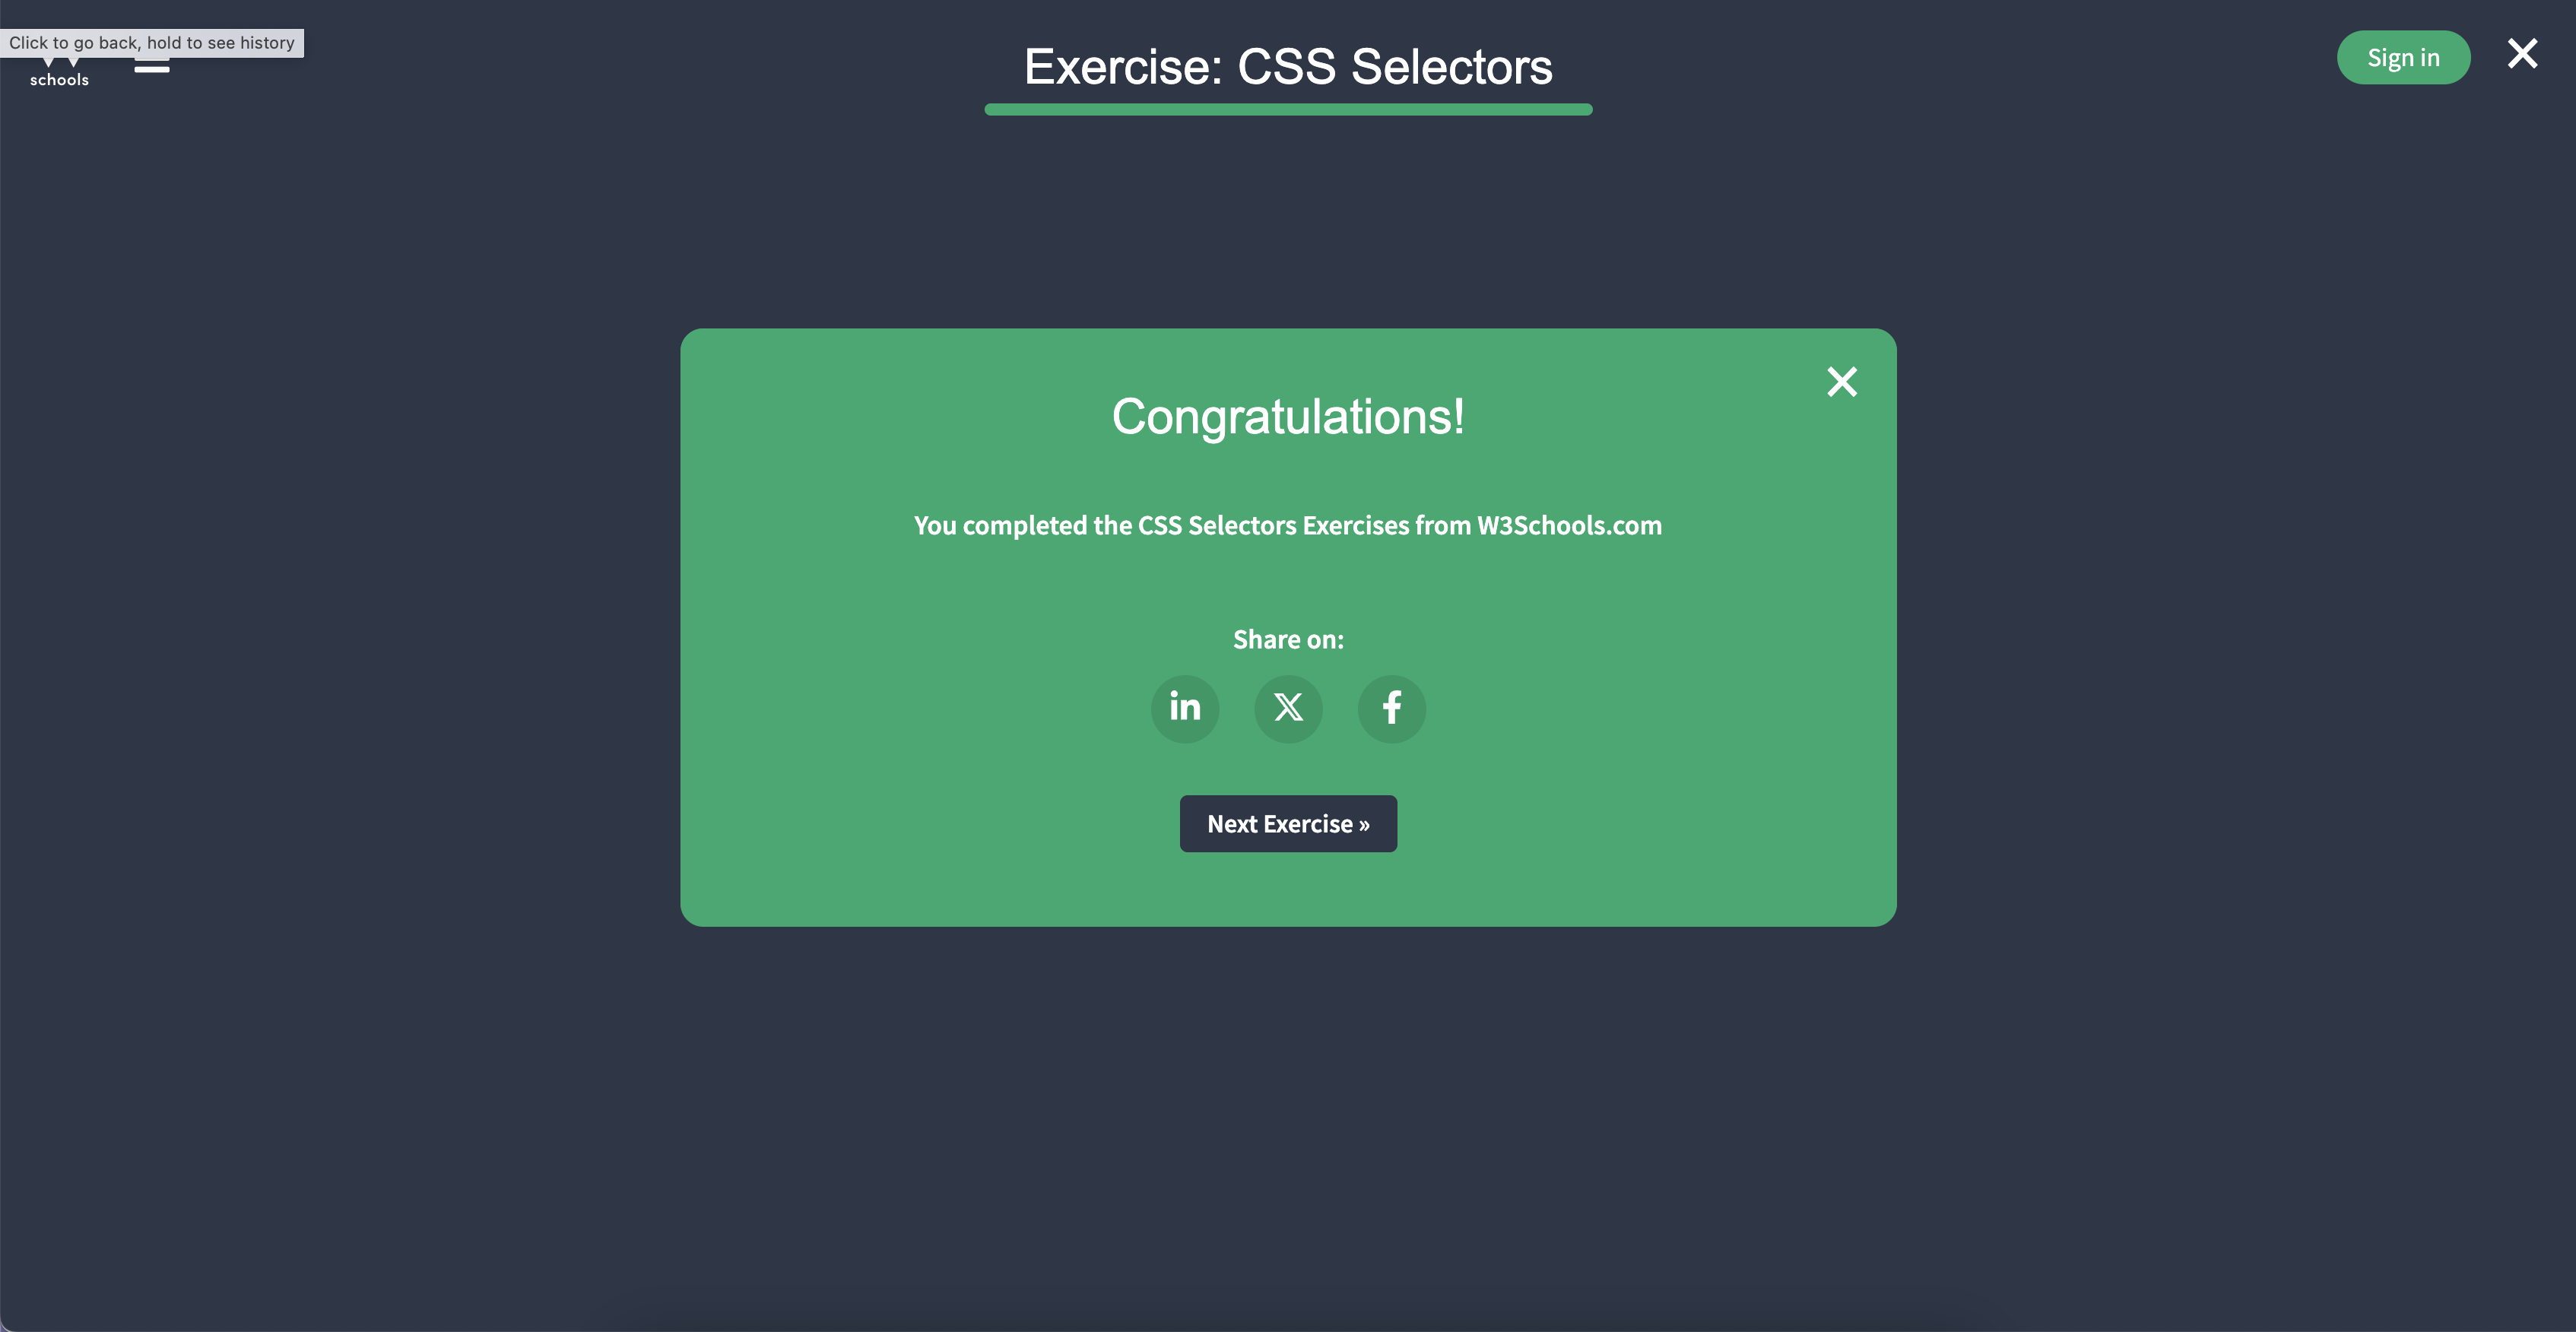 Click to go back, hold to see history
schools
Exercise: CSS Selectors
Sign in
Congratulations!
You completed the CSS Selectors Exercises from W3Schools.com
Share on:
in
X
f
Next Exercise »